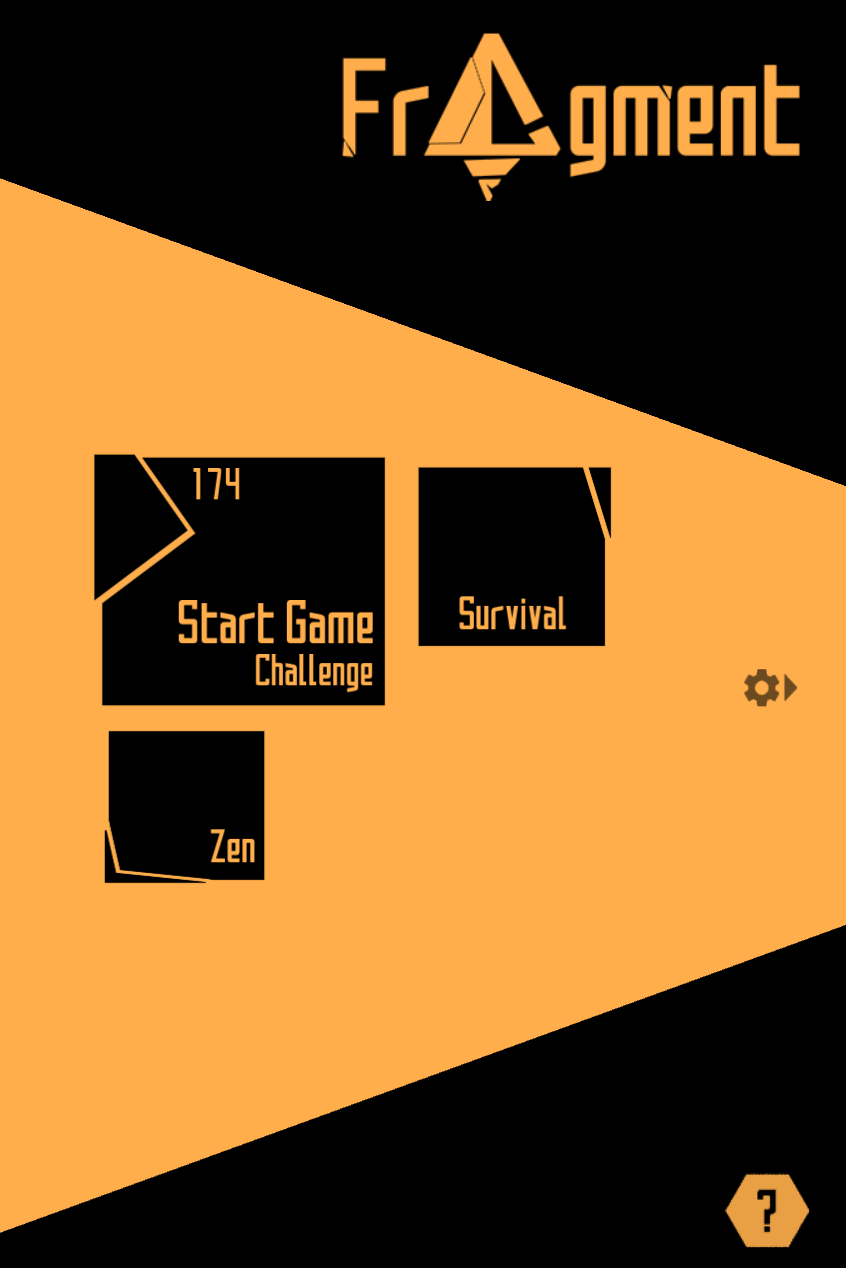 Fragment
174
Start Game
Challenge
Survival
Zen
?